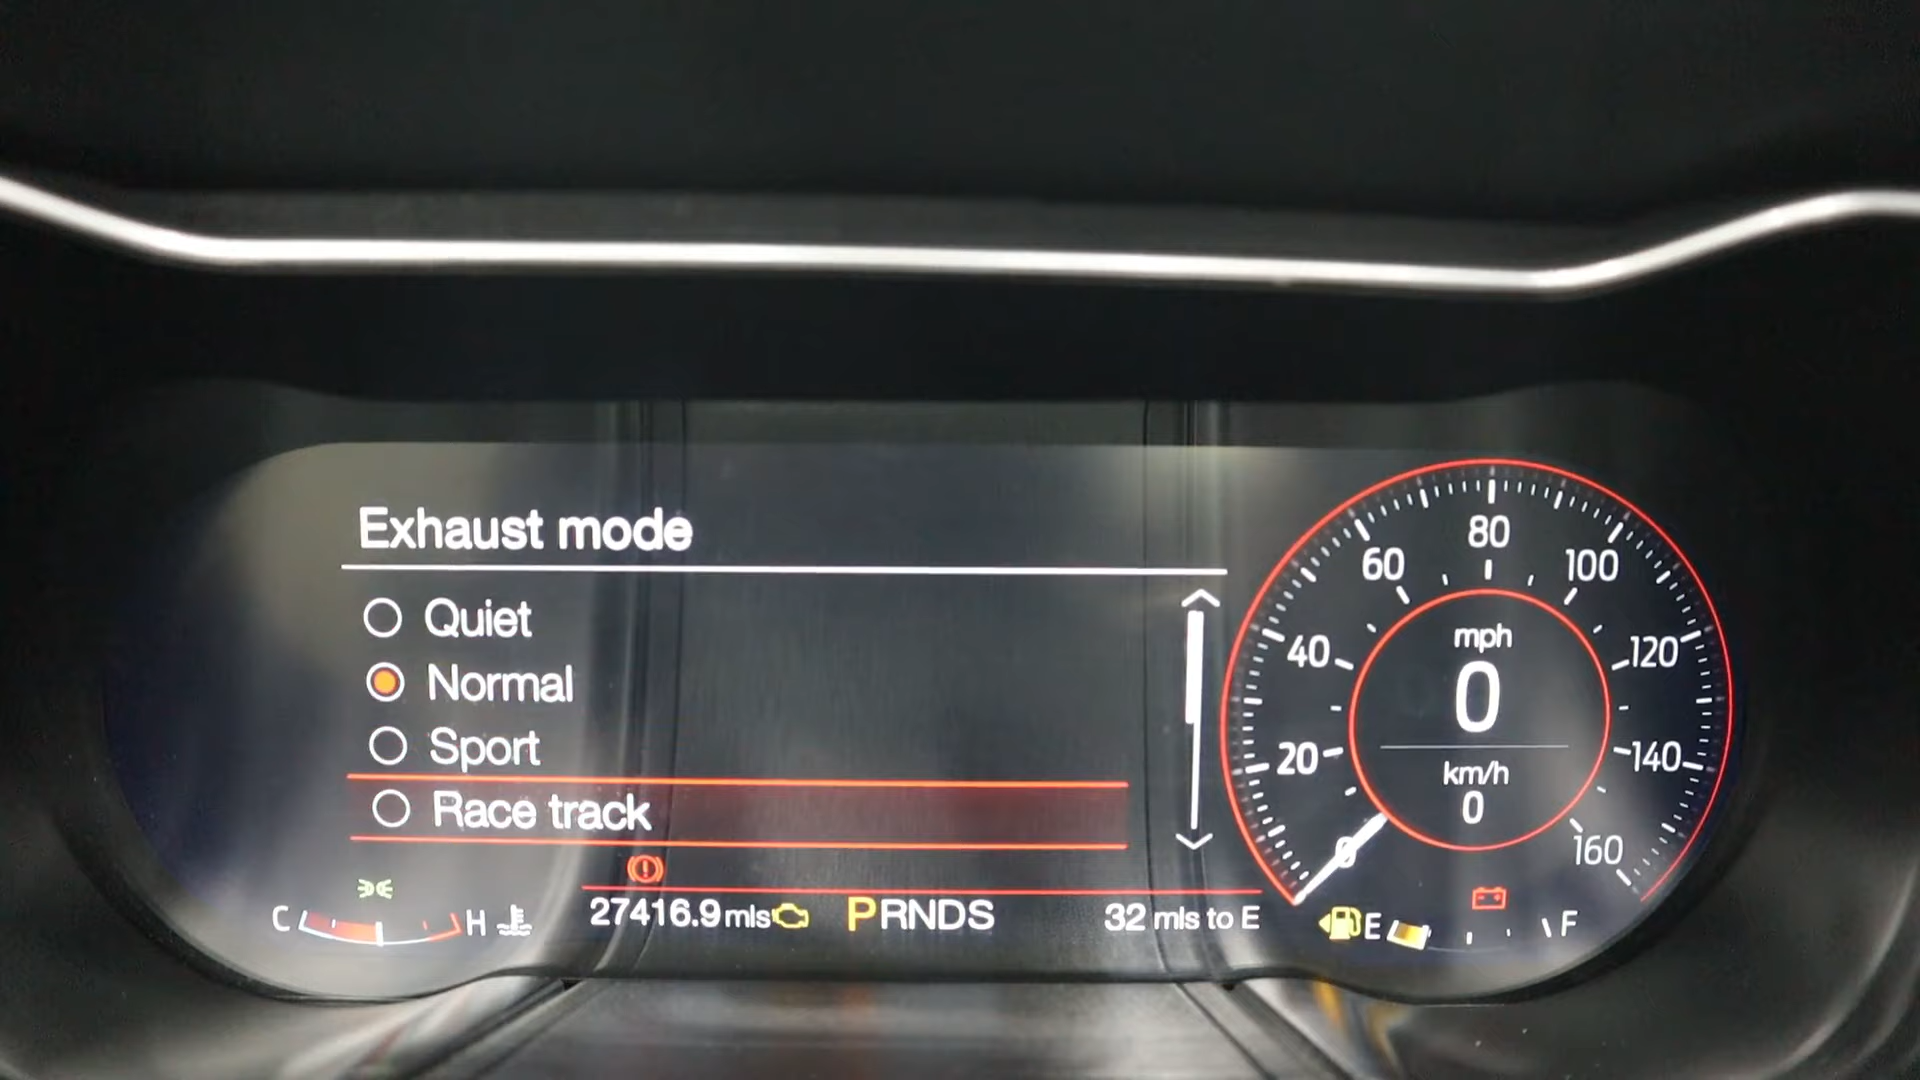 Exhaust mode
Quiet
Normal
Sport
Race track
C H
27416.9 mls
PRNDS
32 mls to E
0 20 40 60 80 100 120 140 160
mph
0
km/h
0
E F